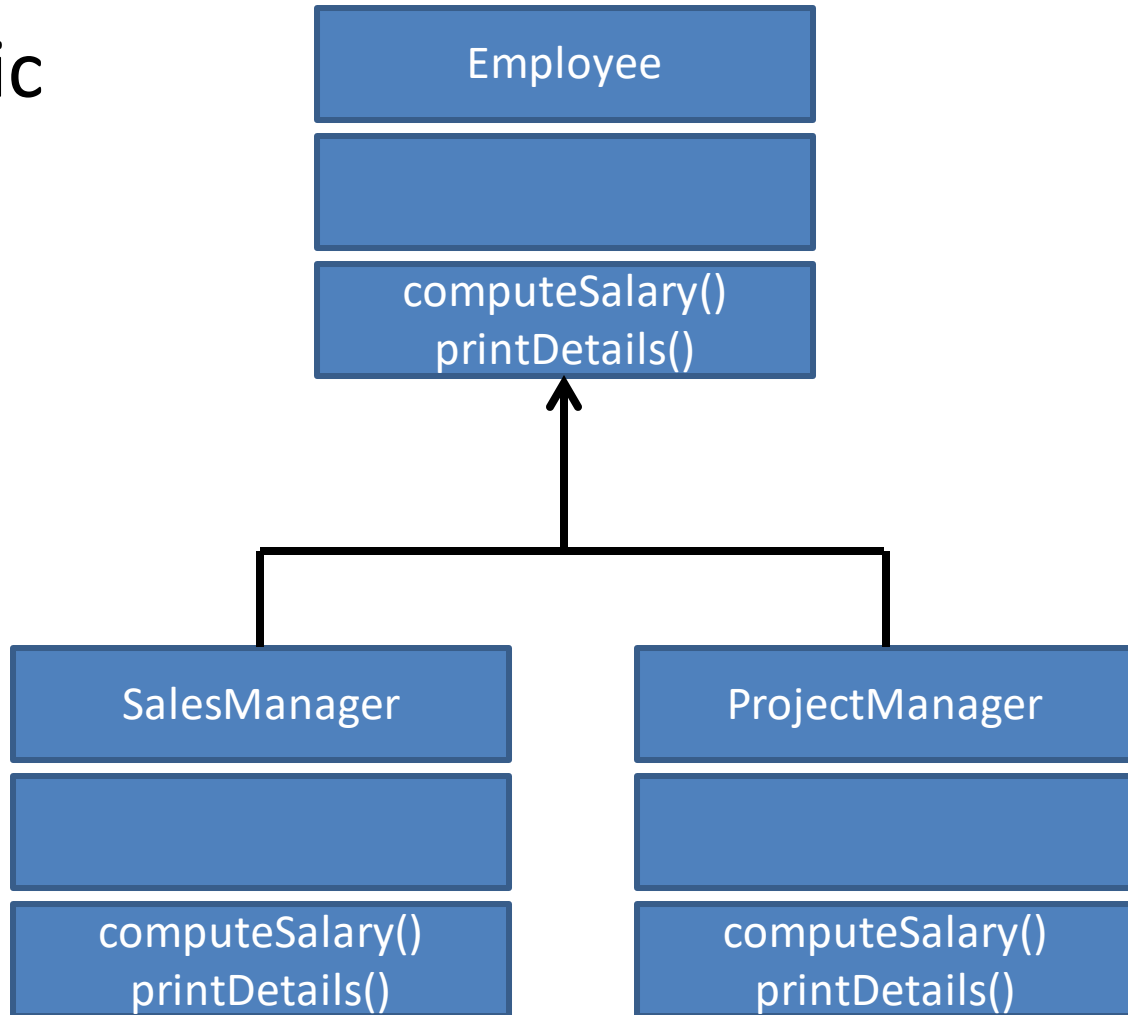 ic
Employee
computeSalary()
printDetails()
SalesManager
ProjectManager
computeSalary()
printDetails()
computeSalary()
printDetails()